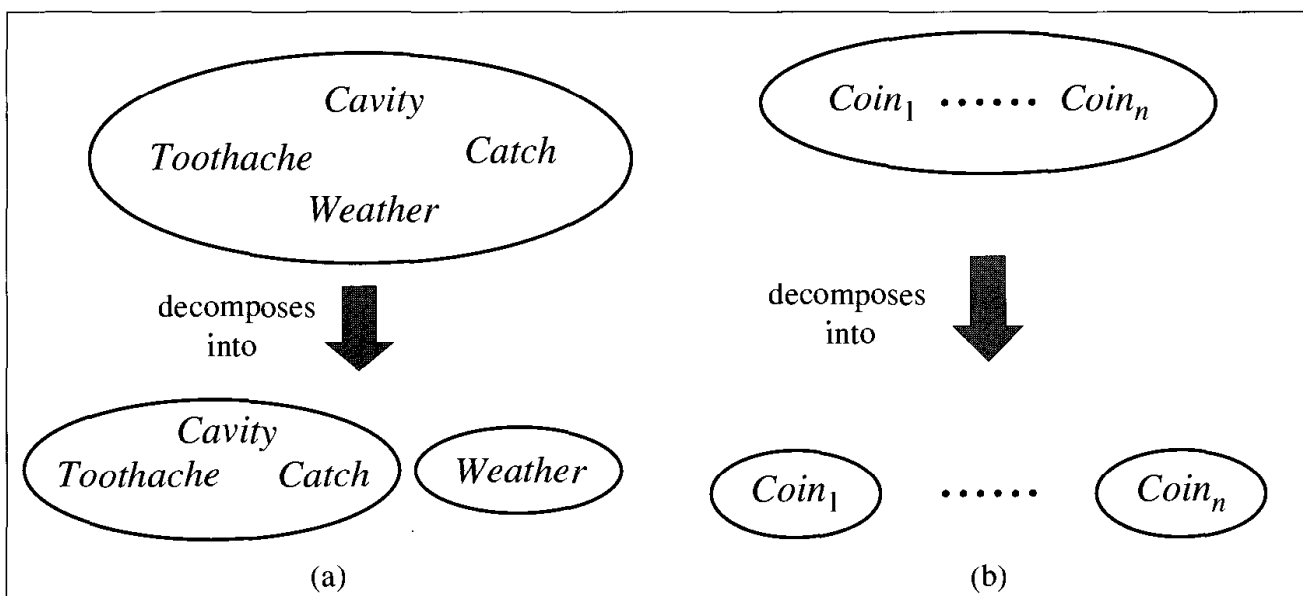 Cavity
Toothache Catch
Weather
decomposes
into
Cavity
Toothache Catch
Weather
(a)
Coin₁ ...... Coinₙ
decomposes
into
Coin₁ ...... Coinₙ
(b)